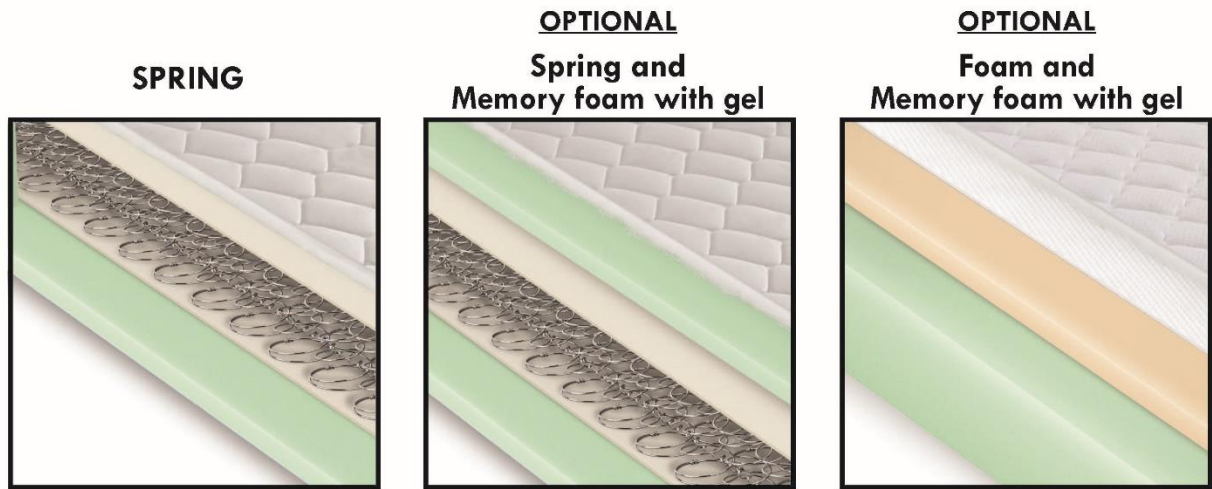 SPRING
OPTIONAL
Spring and
Memory foam with gel
OPTIONAL
Foam and
Memory foam with gel